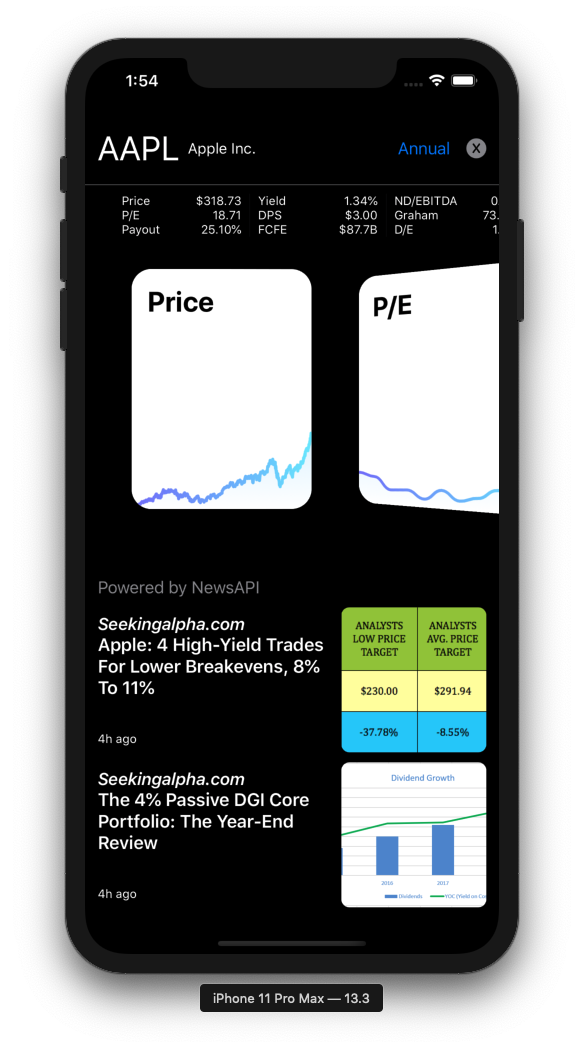 1:54
AAPL Apple Inc. Annual X
Price $318.73 Yield 1.34% ND/EBITDA 0.
P/E 18.71 DPS $3.00 Graham 73.
Payout 25.10% FCFE $87.7B D/E 1.
Price
P/E
Powered by NewsAPI
Seekingalpha.com
Apple: 4 High-Yield Trades
For Lower Breakevens, 8%
To 11%
4h ago
ANALYSTS LOW PRICE TARGET
ANALYSTS AVG. PRICE TARGET
$230.00 $291.94
-37.78% -8.55%
Seekingalpha.com
The 4% Passive DGI Core
Portfolio: The Year-End
Review
4h ago
Dividend Growth
2016 2017
Dividends YOC (Yield on Cos
iPhone 11 Pro Max — 13.3